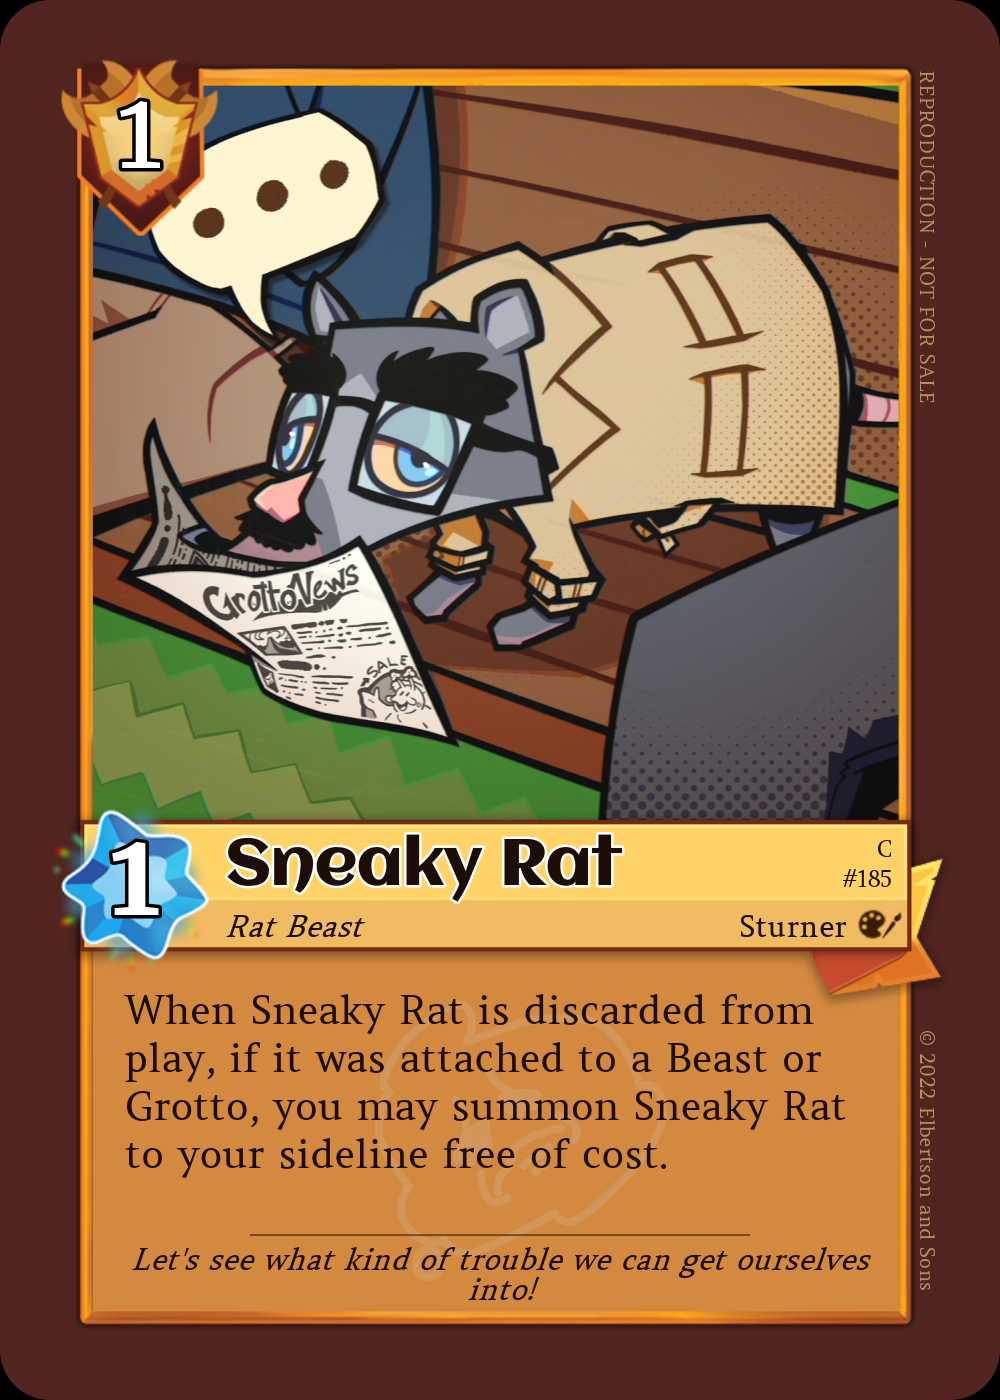 1
REPRODUCTION - NOT FOR SALE
GrottoNews
SALE
1
Sneaky Rat
C
#185
Rat Beast
Sturner
When Sneaky Rat is discarded from
play, if it was attached to a Beast or
Grotto, you may summon Sneaky Rat
to your sideline free of cost.
Let's see what kind of trouble we can get ourselves
into!
© 2022 Elbertson and Sons